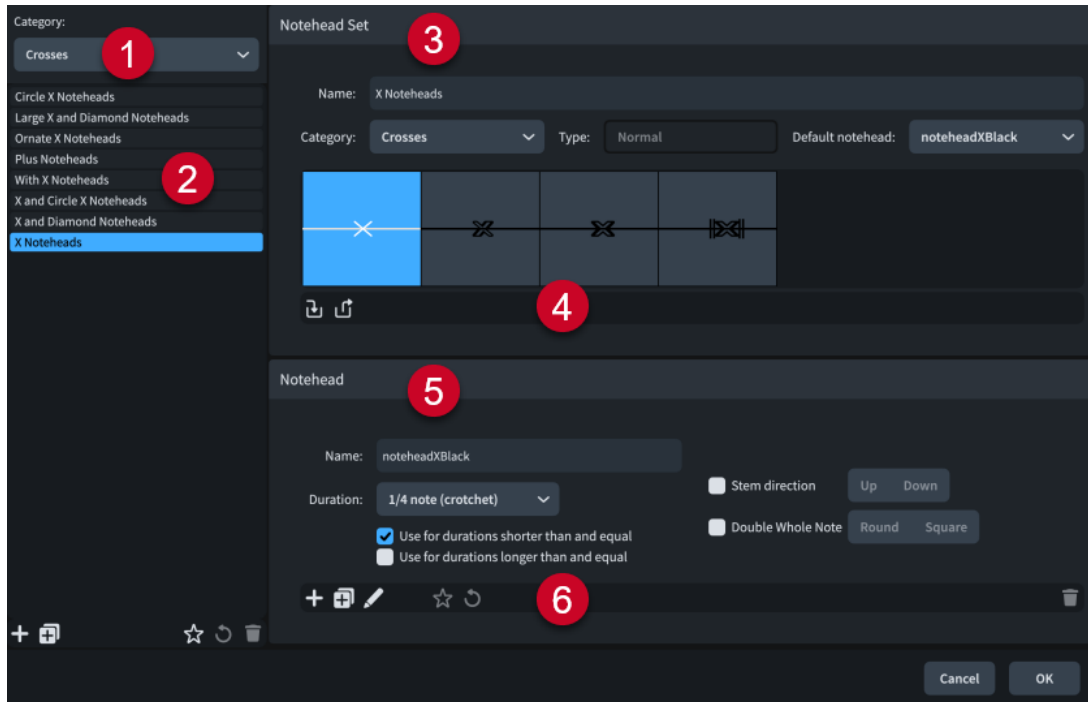 Category:
1
Crosses
Circle X Noteheads
Large X and Diamond Noteheads
Ornate X Noteheads
Plus Noteheads
With X Noteheads
2
X and Circle X Noteheads
X and Diamond Noteheads
X Noteheads
Notehead Set
3
Name: X Noteheads
Category: Crosses Type: Normal Default notehead: noteheadXBlack
4
Notehead
5
Name: noteheadXBlack
Duration: 1/4 note (crotchet)
Use for durations shorter than and equal
Use for durations longer than and equal
Stem direction Up Down
Double Whole Note Round Square
6
Cancel OK